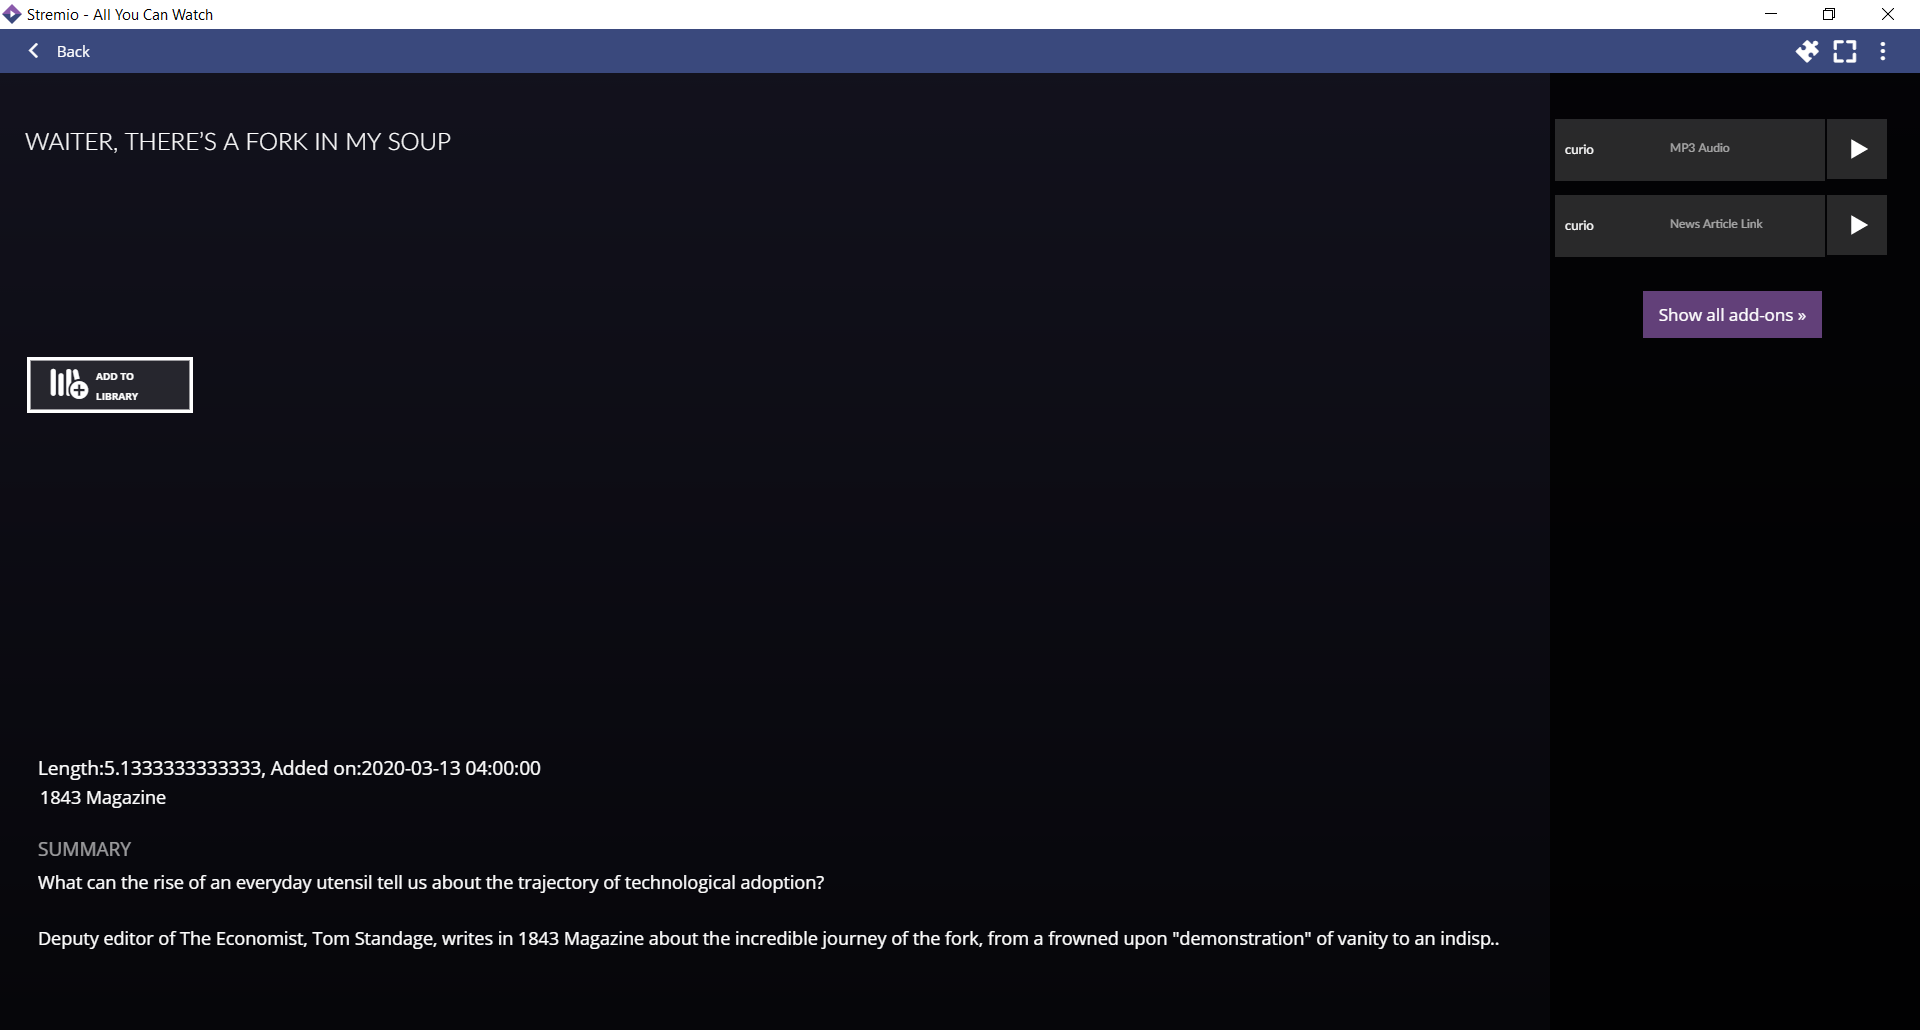 Stremio - All You Can Watch
Back
WAITER, THERE’S A FORK IN MY SOUP
curio MP3 Audio
curio News Article Link
Show all add-ons »
ADD TO
LIBRARY
Length:5.1333333333333, Added on:2020-03-13 04:00:00
1843 Magazine
SUMMARY
What can the rise of an everyday utensil tell us about the trajectory of technological adoption?
Deputy editor of The Economist, Tom Standage, writes in 1843 Magazine about the incredible journey of the fork, from a frowned upon "demonstration" of vanity to an indisp..